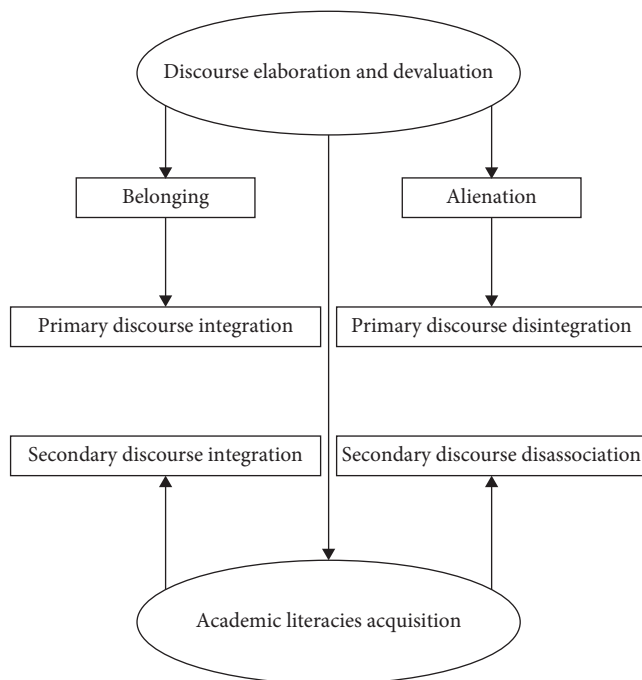 Discourse elaboration and devaluation
Belonging
Alienation
Primary discourse integration
Primary discourse disintegration
Secondary discourse integration
Secondary discourse disassociation
Academic literacies acquisition